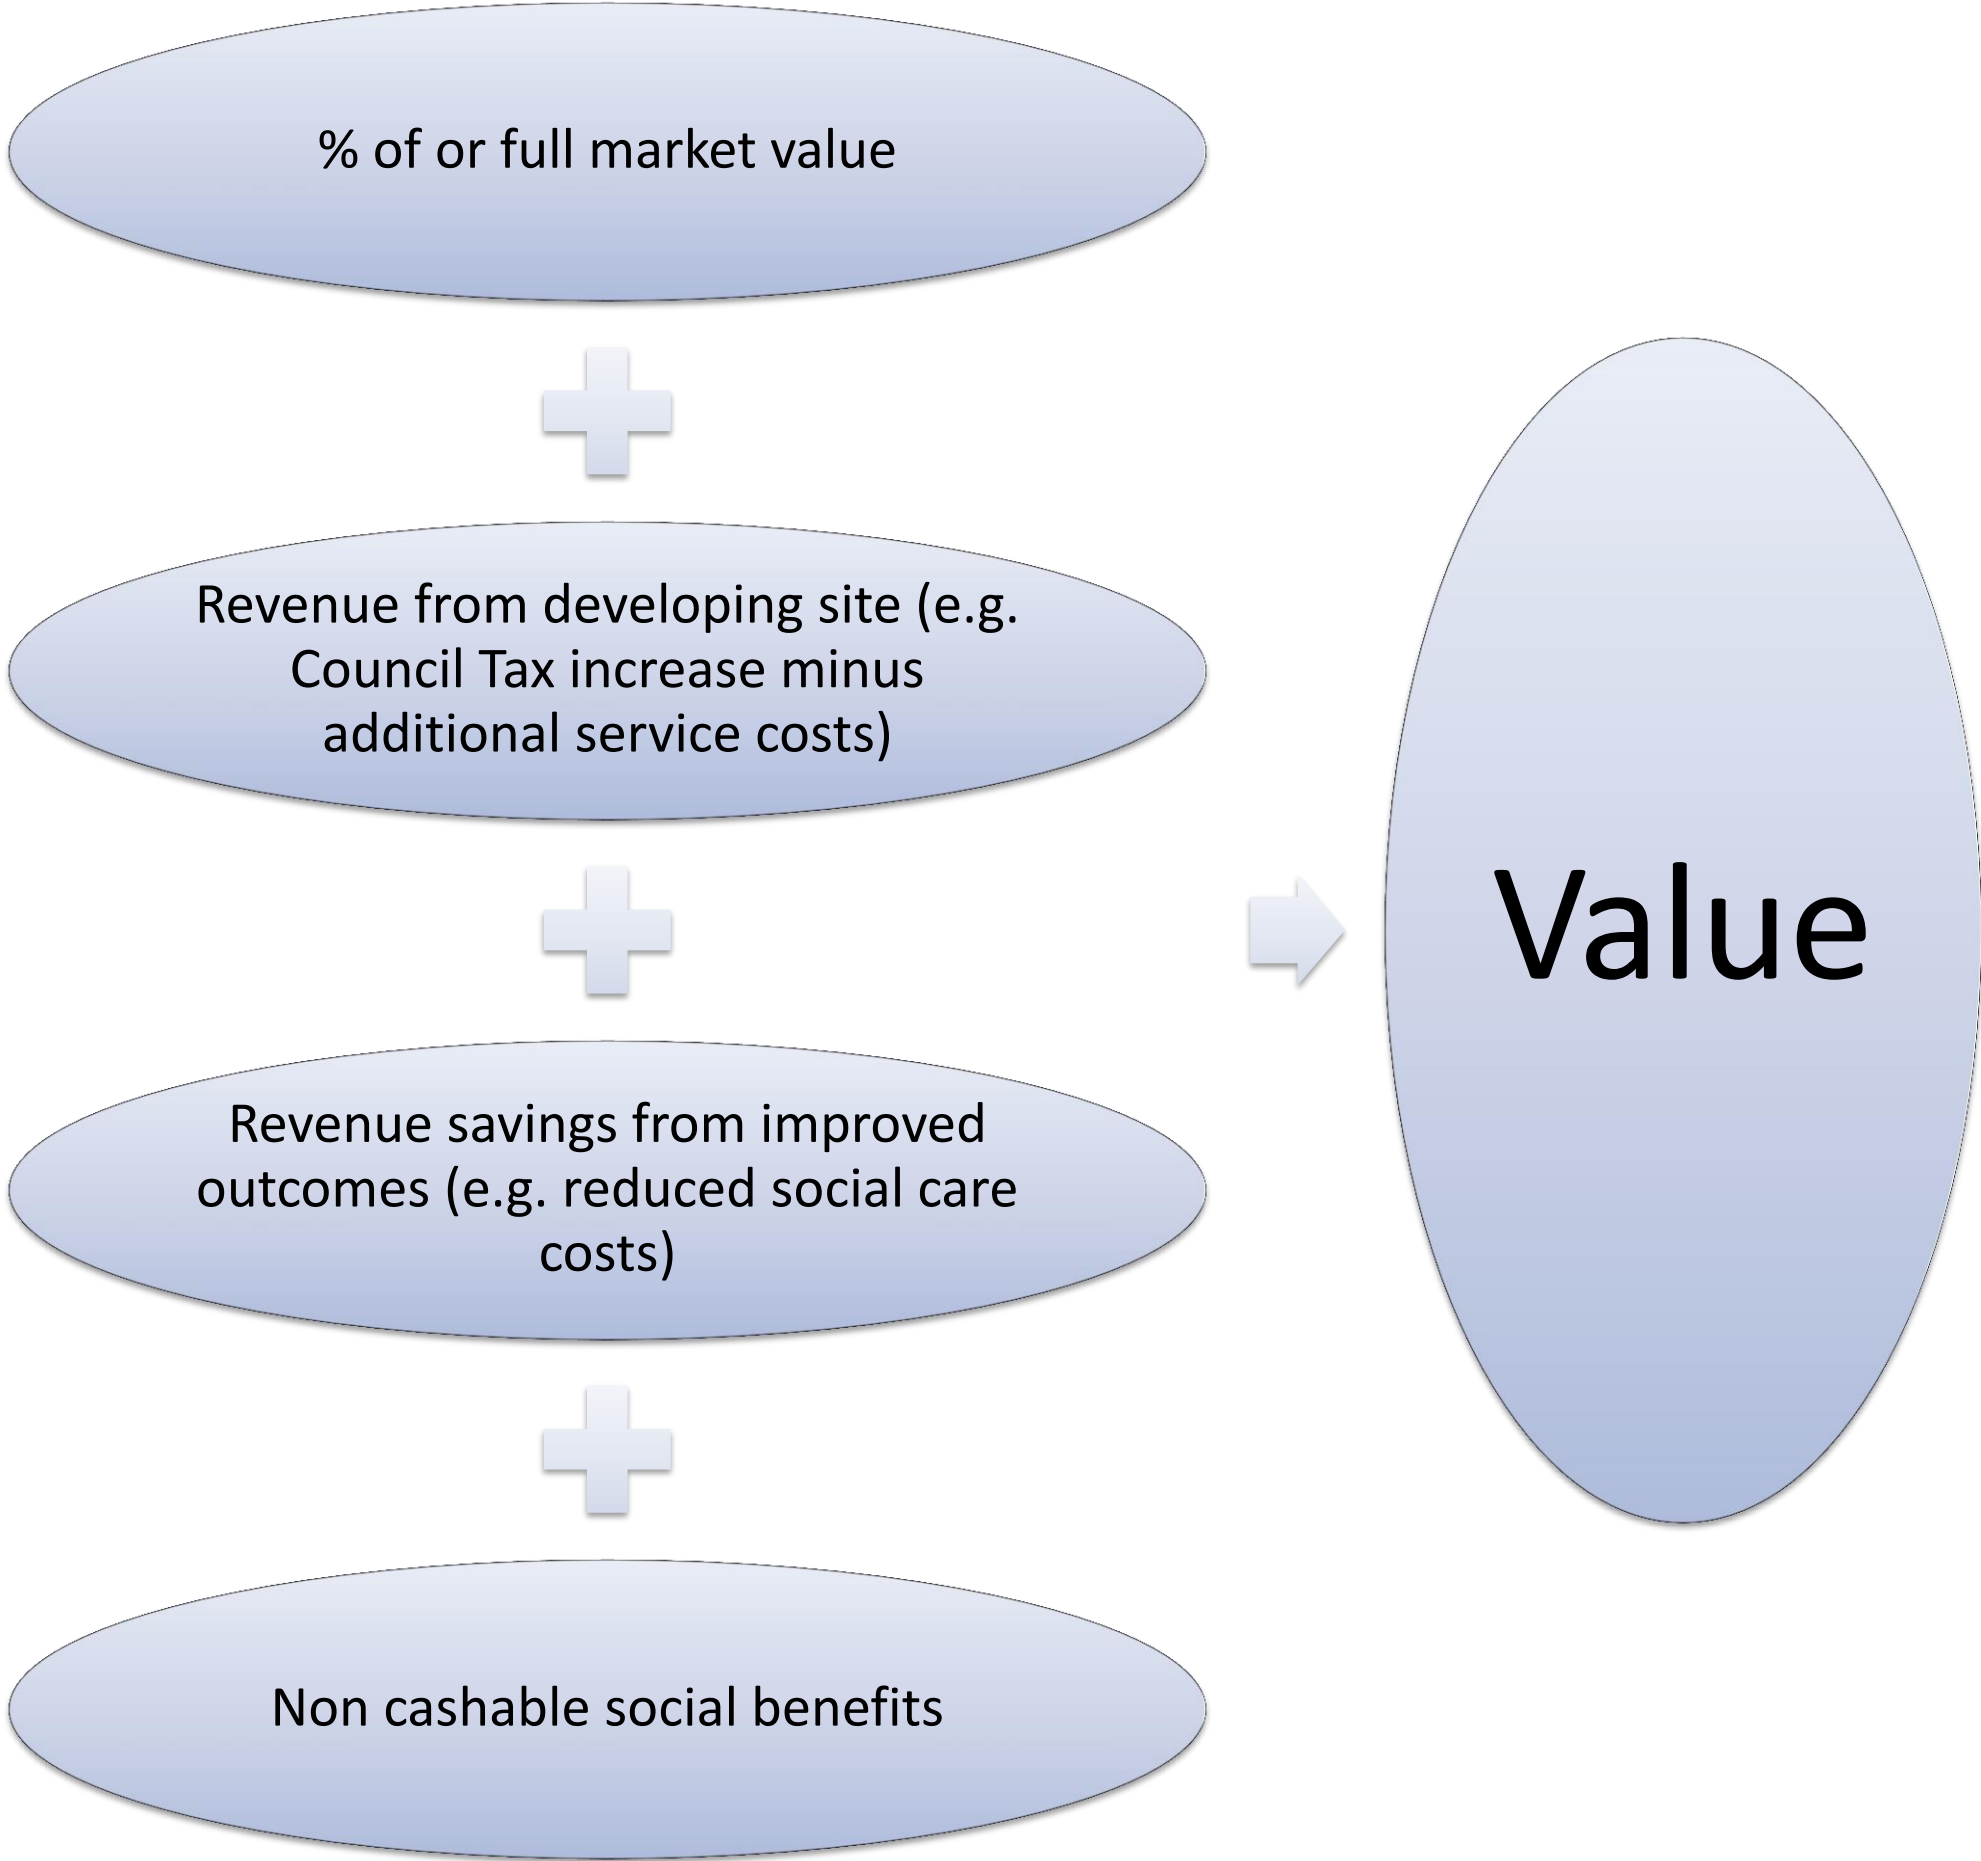 % of or full market value
Revenue from developing site (e.g.
Council Tax increase minus
additional service costs)
Revenue savings from improved
outcomes (e.g. reduced social care
costs)
Non cashable social benefits
Value